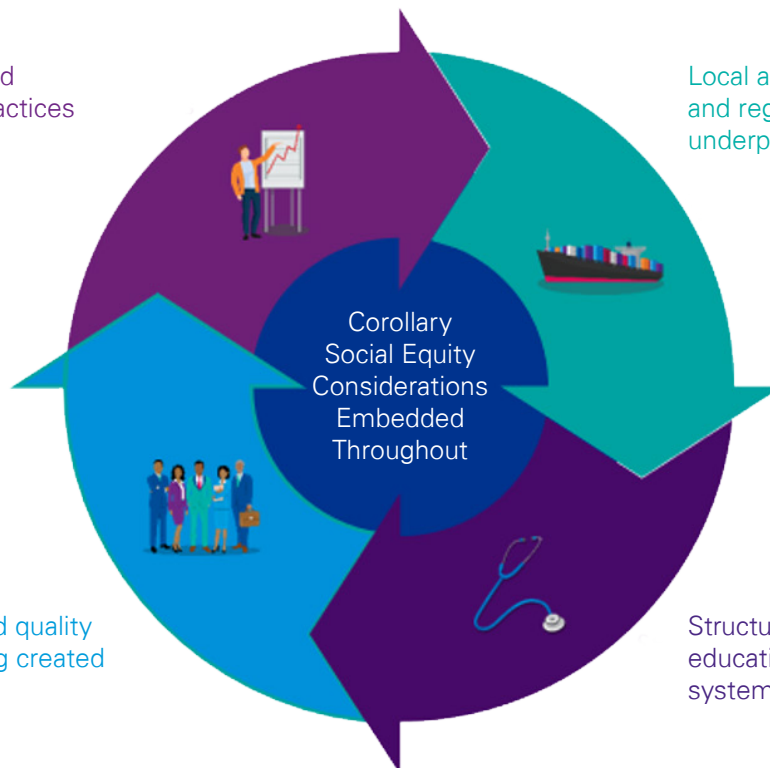 d
actices
Local a
and reg
underp
Corollary
Social Equity
Considerations
Embedded
Throughout
d quality
g created
Structu
educati
system